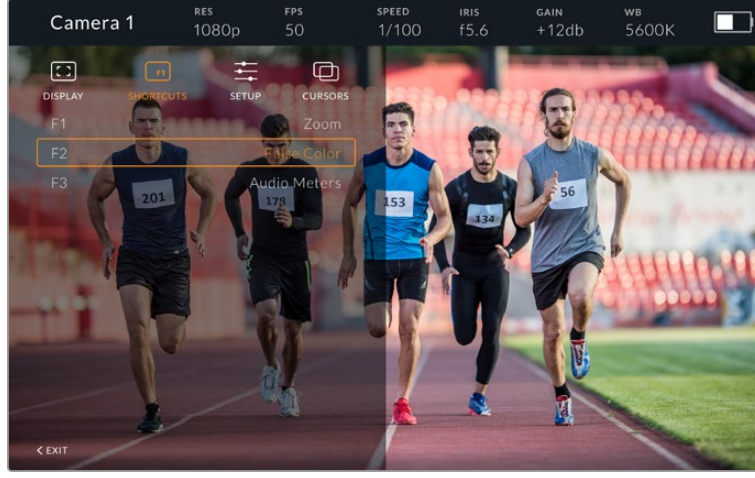 Camera 1
RES
1080p
FPS
50
SPEED
1/100
IRIS
f5.6
GAIN
+12db
WB
5600K
DISPLAY
F1
SHORTCUTS
SETUP
CURSORS
F1 Zoom
F2 False Color
F3 Audio Meters
201
178
153
134
56
< EXIT